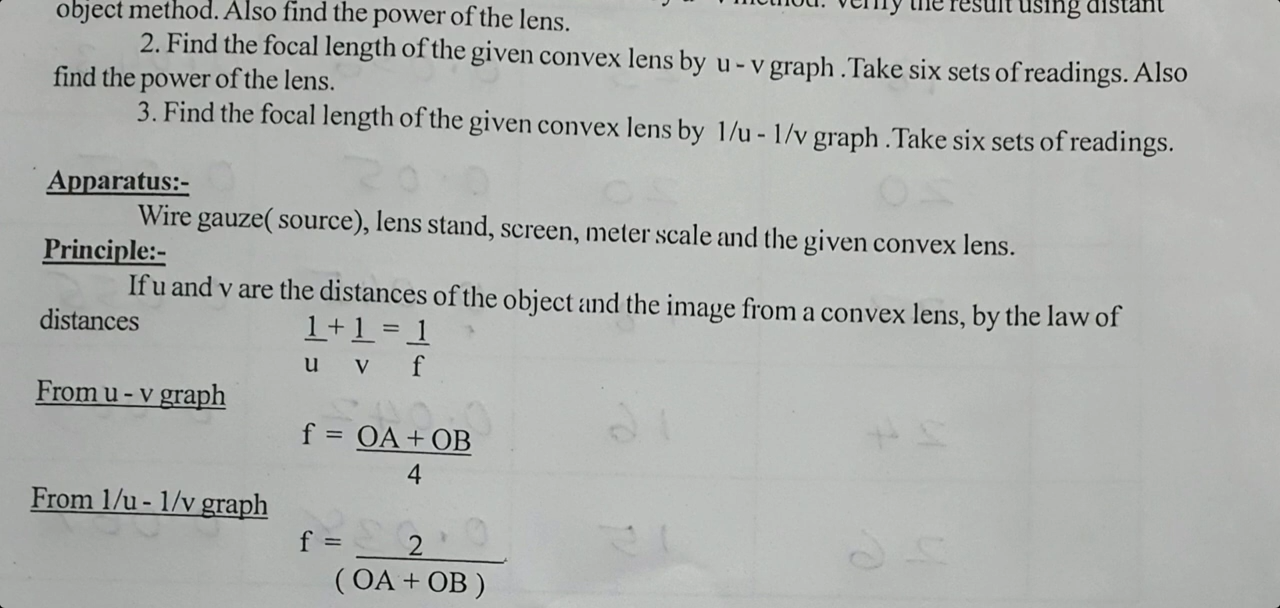 object method. Also find the power of the lens. verify the result using distant
2. Find the focal length of the given convex lens by u - v graph .Take six sets of readings. Also
find the power of the lens.
3. Find the focal length of the given convex lens by 1/u - 1/v graph .Take six sets of readings.
Apparatus:-
Wire gauze( source), lens stand, screen, meter scale and the given convex lens.
Principle:-
If u and v are the distances of the object and the image from a convex lens, by the law of
distances
1 + 1 = 1
u v f
From u - v graph
f = OA + OB
4
From 1/u - 1/v graph
f = 2
( OA + OB )